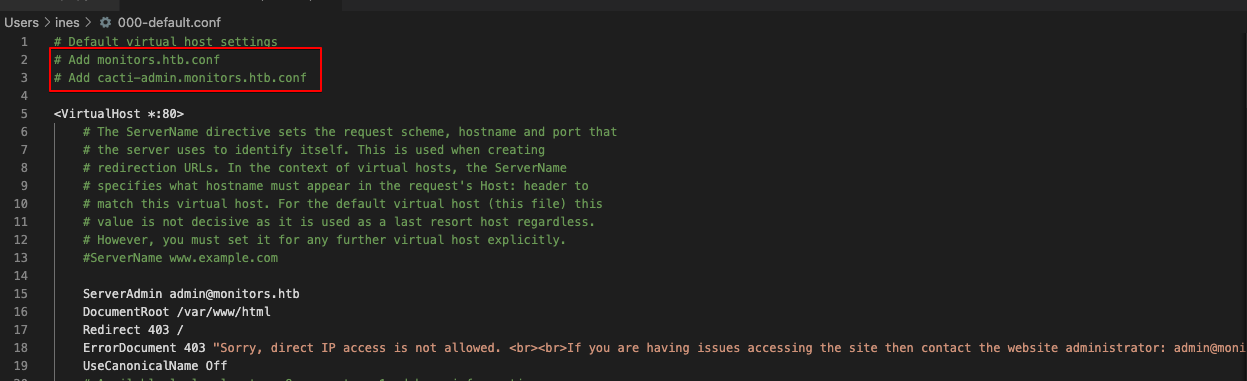 Users > ines > 000-default.conf
1 # Default virtual host settings
2 # Add monitors.htb.conf
3 # Add cacti-admin.monitors.htb.conf
4
5 <VirtualHost *:80>
6 # The ServerName directive sets the request scheme, hostname and port that
7 # the server uses to identify itself. This is used when creating
8 # redirection URLs. In the context of virtual hosts, the ServerName
9 # specifies what hostname must appear in the request's Host: header to
10 # match this virtual host. For the default virtual host (this file) this
11 # value is not decisive as it is used as a last resort host regardless.
12 # However, you must set it for any further virtual host explicitly.
13 #ServerName www.example.com
14
15 ServerAdmin admin@monitors.htb
16 DocumentRoot /var/www/html
17 Redirect 403 /
18 ErrorDocument 403 "Sorry, direct IP access is not allowed. <br><br>If you are having issues accessing the site then contact the website administrator: admin@moni
19 UseCanonicalName Off